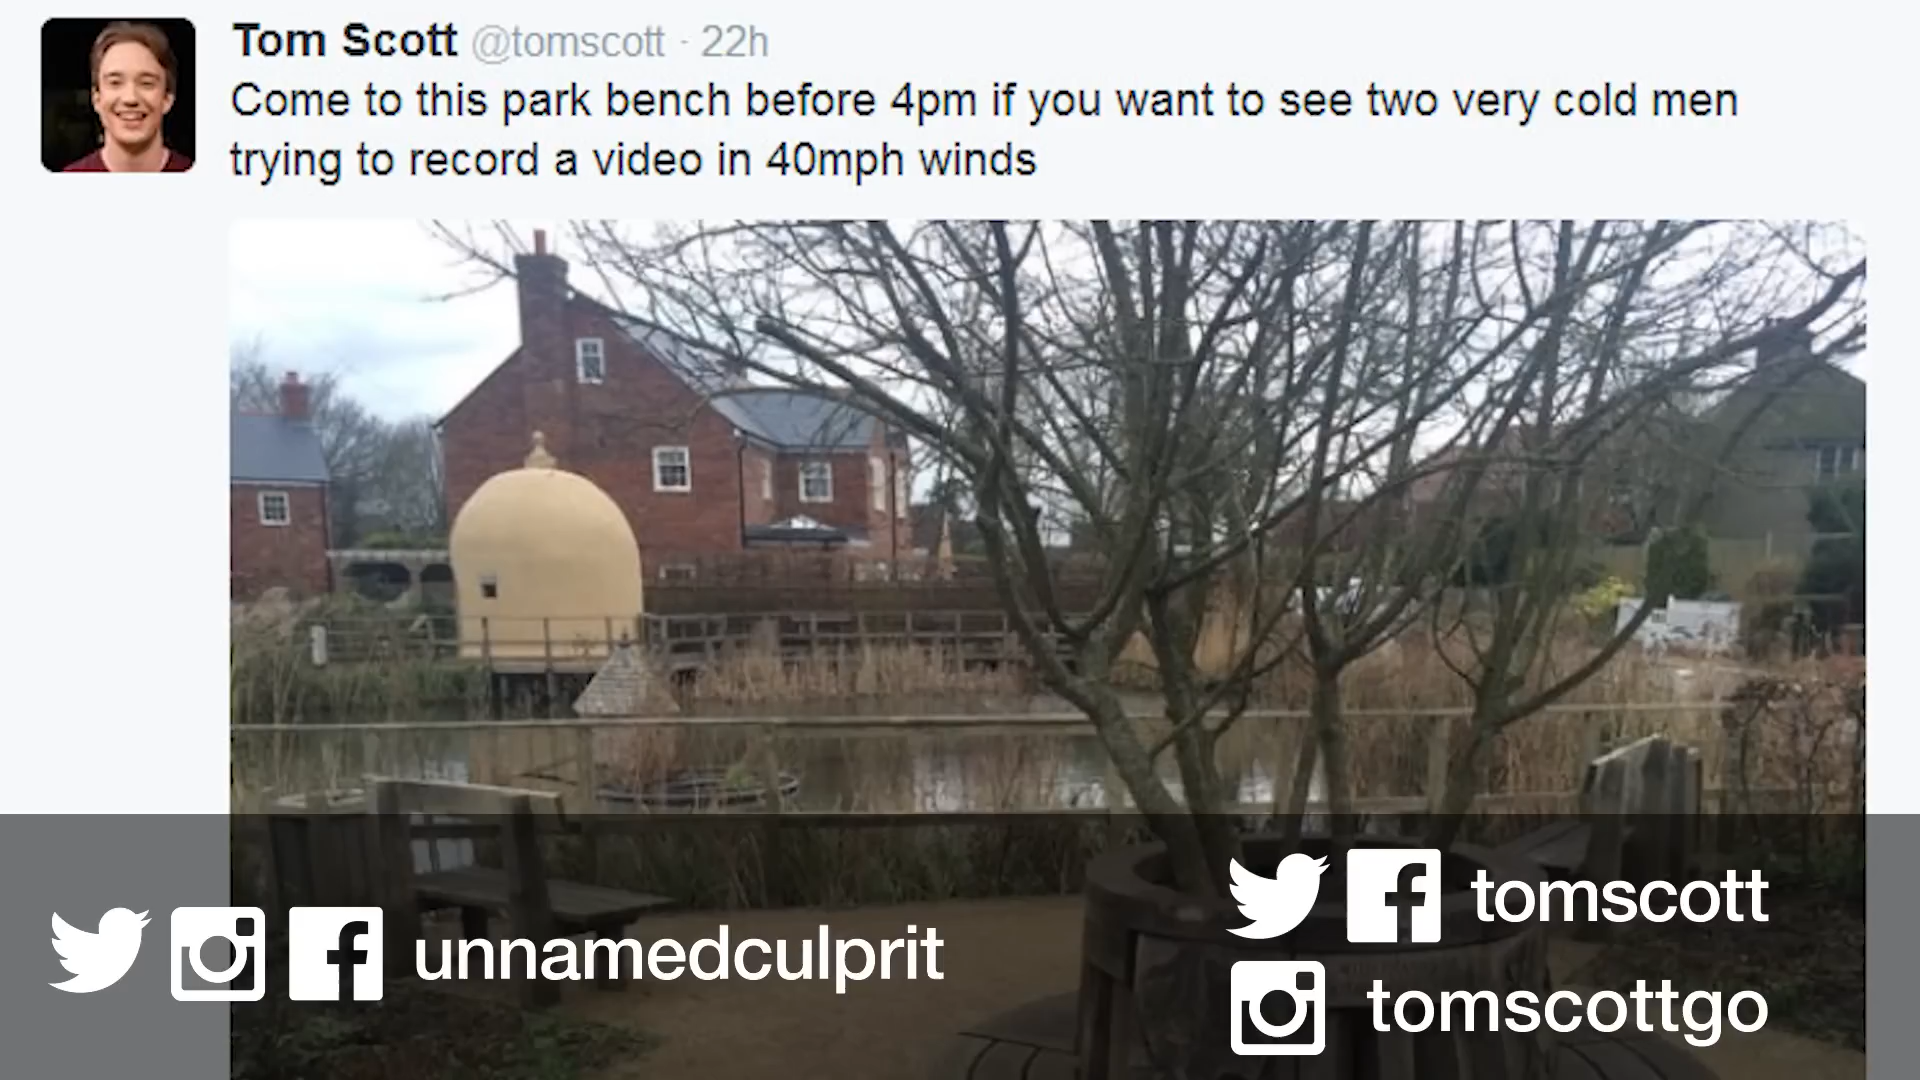 Tom Scott @tomscott · 22h
Come to this park bench before 4pm if you want to see two very cold men
trying to record a video in 40mph winds
unnamedculprit
tomscott
tomscottgo